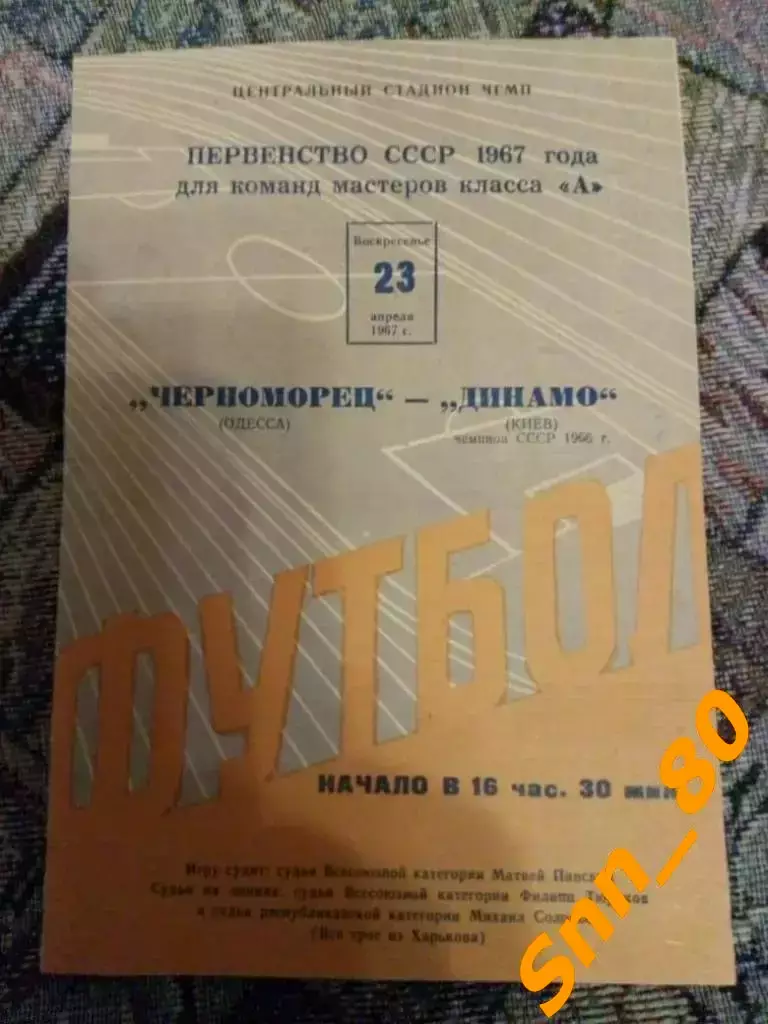 ЦЕНТРАЛЬНЫЙ СТАДИОН ЧГМП
ПЕРВЕНСТВО СССР 1967 года
для команд мастеров класса «А»
Воскресенье
23
апреля
1967 г.
„ЧЕРНОМОРЕЦ“ — „ДИНАМО“
(ОДЕССА) (КИЕВ)
чемпион СССР 1966 г.
ФУТБОЛ
НАЧАЛО В 16 час. 30 мин
Игру судит: судья Всесоюзной категории Матвей
Судьи на линиях: судья Всесоюзной категории Филипп
и судья республиканской категории Михаил
(Все трое из Харькова)
Snn_80